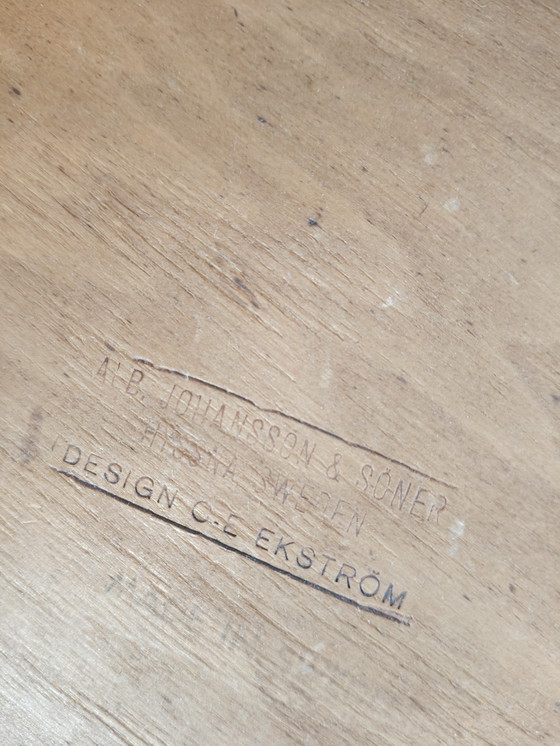 ALB. JOHANSSON & SÖNER
HYSSNA SWEDEN
DESIGN C-E EKSTRÖM